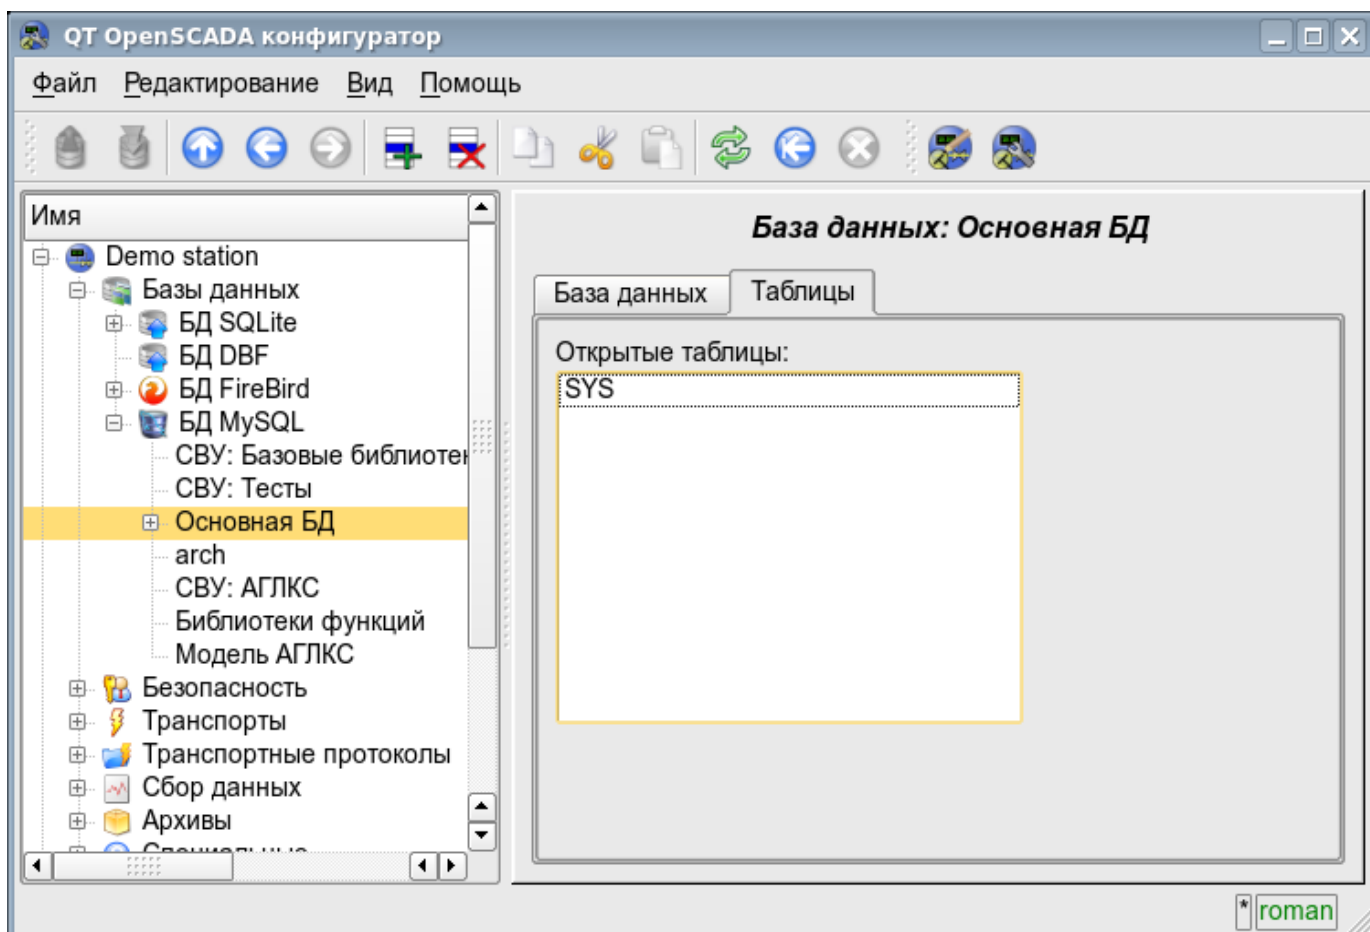 QT OpenSCADA конфигуратор
Файл Редактирование Вид Помощь
Имя
Demo station
Базы данных
БД SQLite
БД DBF
БД FireBird
БД MySQL
СВУ: Базовые библиотек
СВУ: Тесты
Основная БД
arch
СВУ: АГЛКС
Библиотеки функций
Модель АГЛКС
Безопасность
Транспорты
Транспортные протоколы
Сбор данных
Архивы
Специальные
База данных: Основная БД
База данных Таблицы
Открытые таблицы:
SYS
* roman